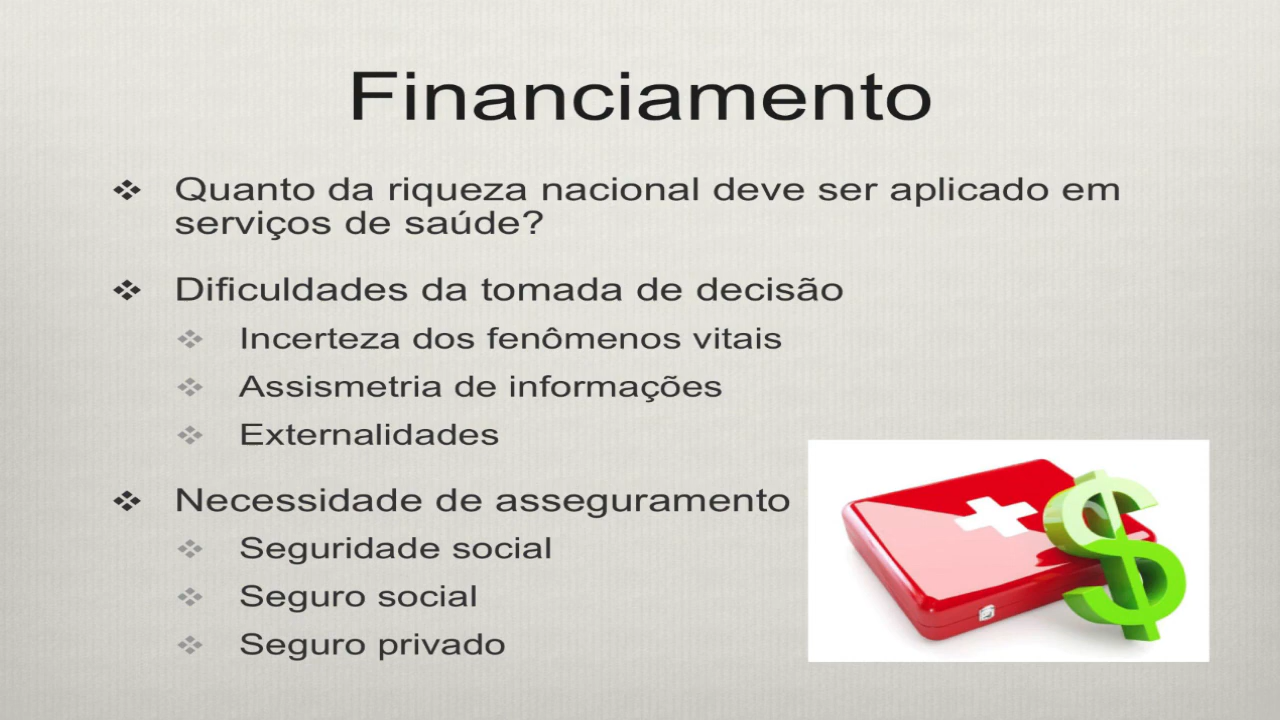 Financiamento
Quanto da riqueza nacional deve ser aplicado em
serviços de saúde?
Dificuldades da tomada de decisão
Incerteza dos fenômenos vitais
Assismetria de informações
Externalidades
Necessidade de asseguramento
Seguridade social
Seguro social
Seguro privado